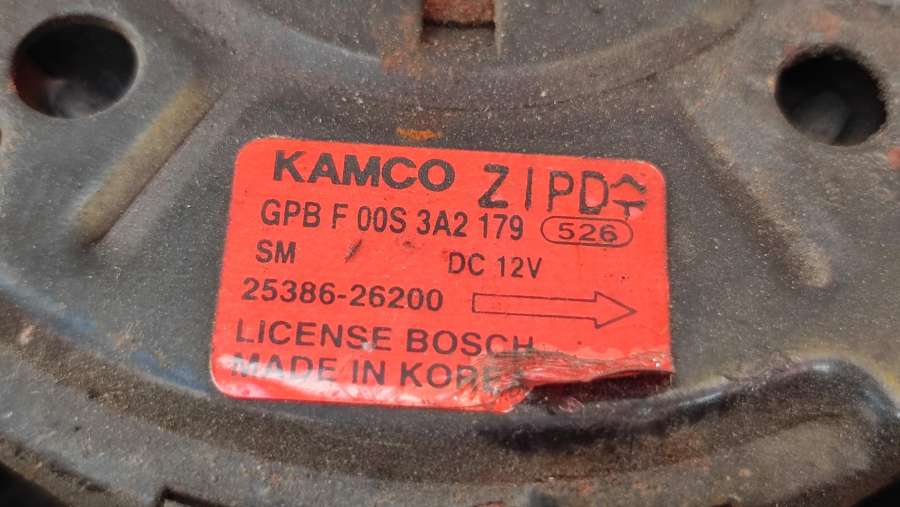 KAMCO ZIPD
GPB F 00S 3A2 179 526
SM DC 12V
25386-26200
LICENSE BOSCH
MADE IN KOREA